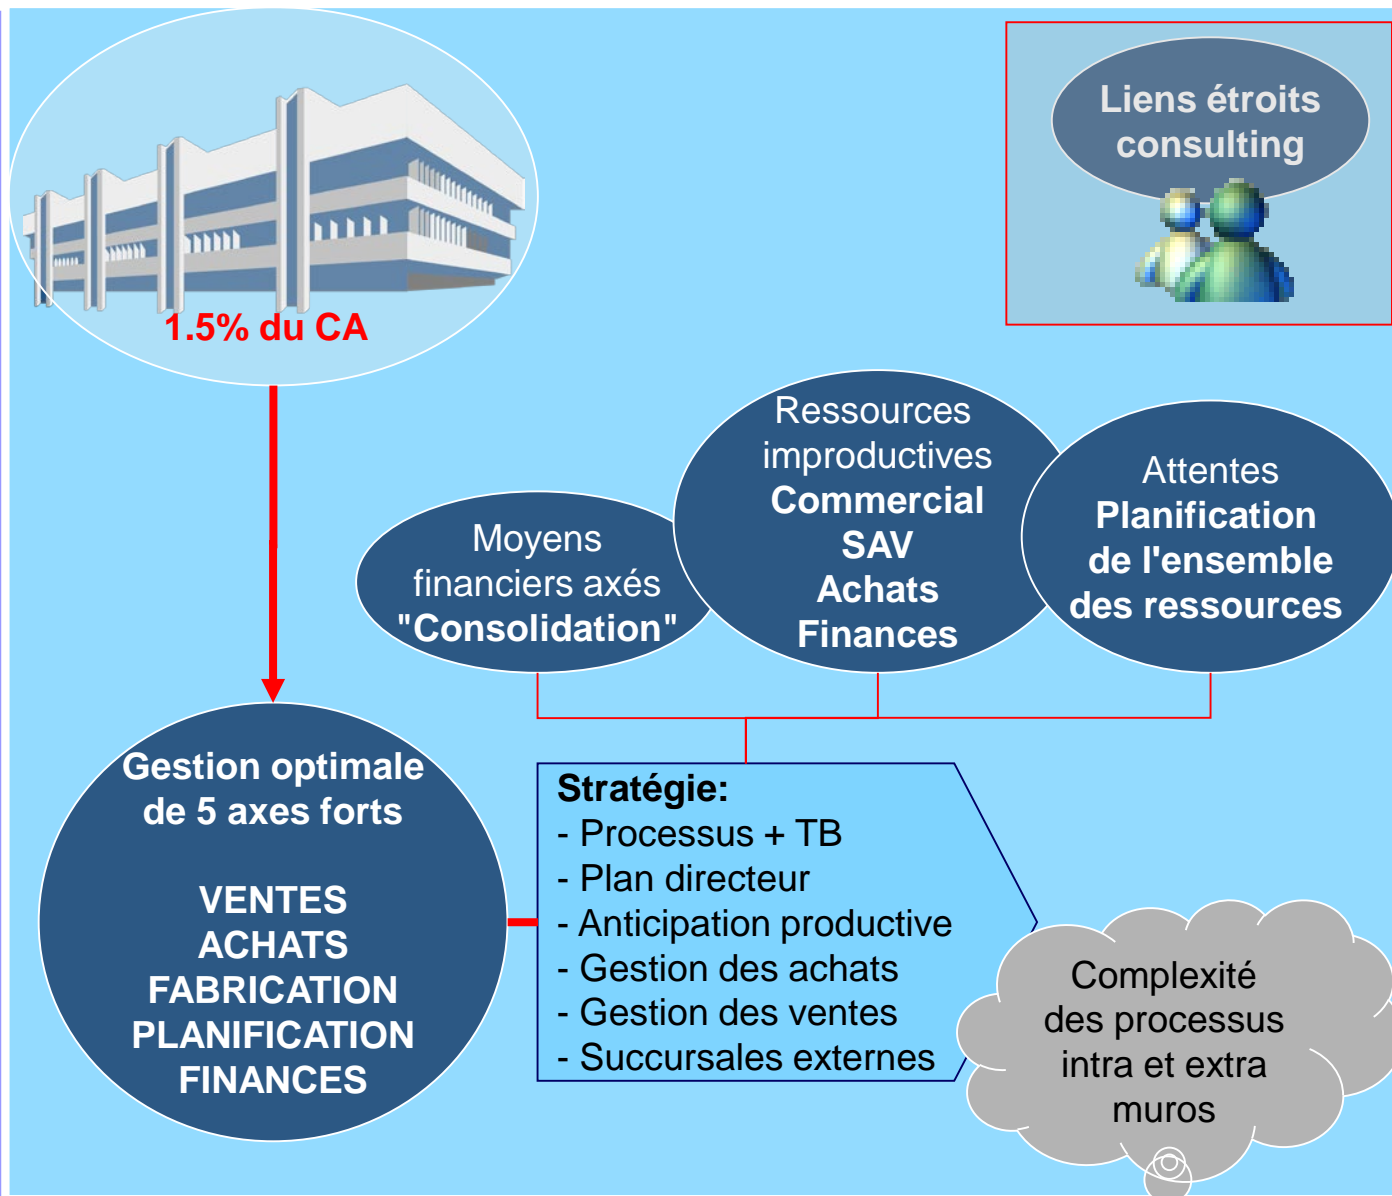 1.5% du CA
Liens étroits
consulting
Ressources
improductives
Commercial
SAV
Achats
Finances
Attentes
Planification
de l'ensemble
des ressources
Moyens
financiers axés
"Consolidation"
Gestion optimale
de 5 axes forts
VENTES
ACHATS
FABRICATION
PLANIFICATION
FINANCES
Stratégie:
- Processus + TB
- Plan directeur
- Anticipation productive
- Gestion des achats
- Gestion des ventes
- Succursales externes
Complexité
des processus
intra et extra
muros